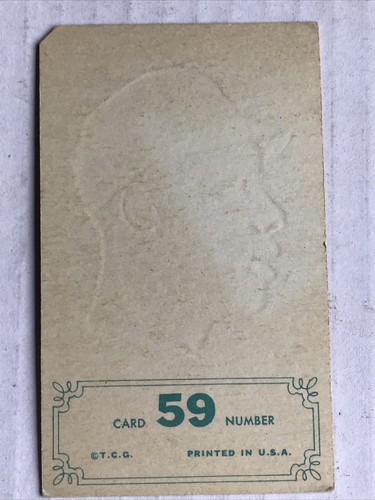 CARD 59 NUMBER
©T.C.G. PRINTED IN U.S.A.